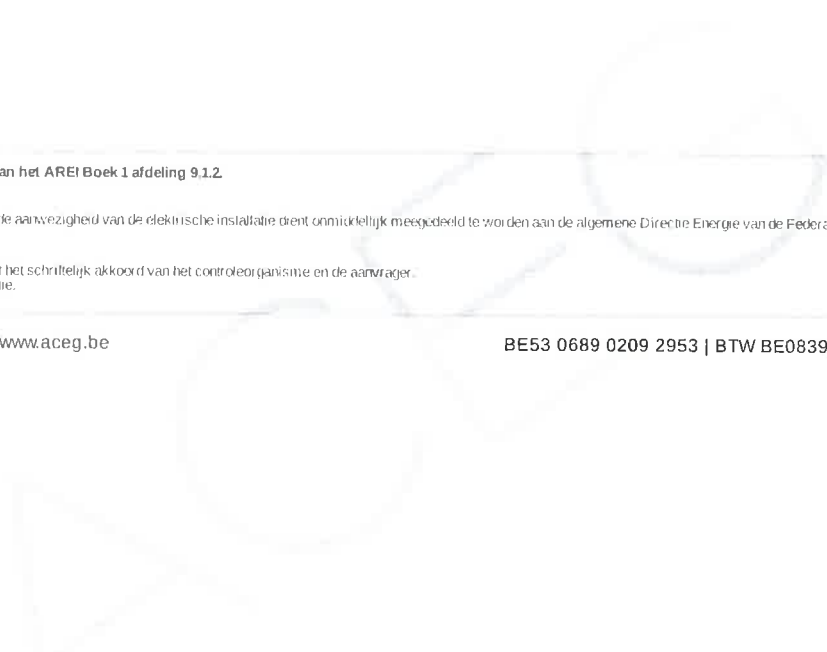 an het AREI Boek 1 afdeling 9.1.2.
de aanwezigheid van de elektrische installatie dient onmiddellijk meegedeeld te worden aan de algemene Directie Energie van de Federa
het schriftelijk akkoord van het controleorganisme en de aanvrager.
ie.
www.aceg.be
BE53 0689 0209 2953 | BTW BE0839
ACEG